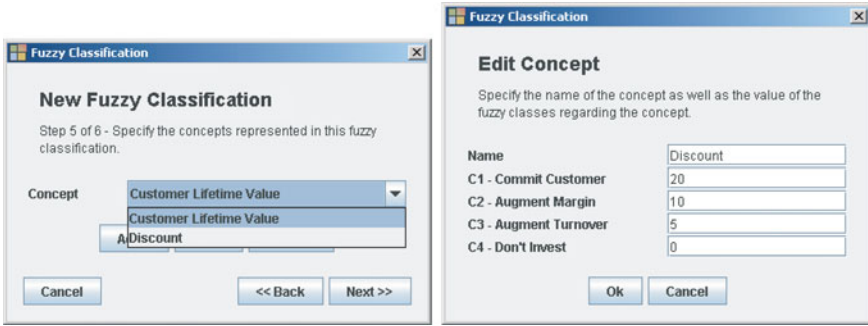 Fuzzy Classification
New Fuzzy Classification
Step 5 of 6 - Specify the concepts represented in this fuzzy
classification.
Concept
Customer Lifetime Value
Customer Lifetime Value
Discount
Cancel
<< Back
Next >>
Fuzzy Classification
Edit Concept
Specify the name of the concept as well as the value of the
fuzzy classes regarding the concept.
Name Discount
C1 - Commit Customer 20
C2 - Augment Margin 10
C3 - Augment Turnover 5
C4 - Don't Invest 0
Ok
Cancel